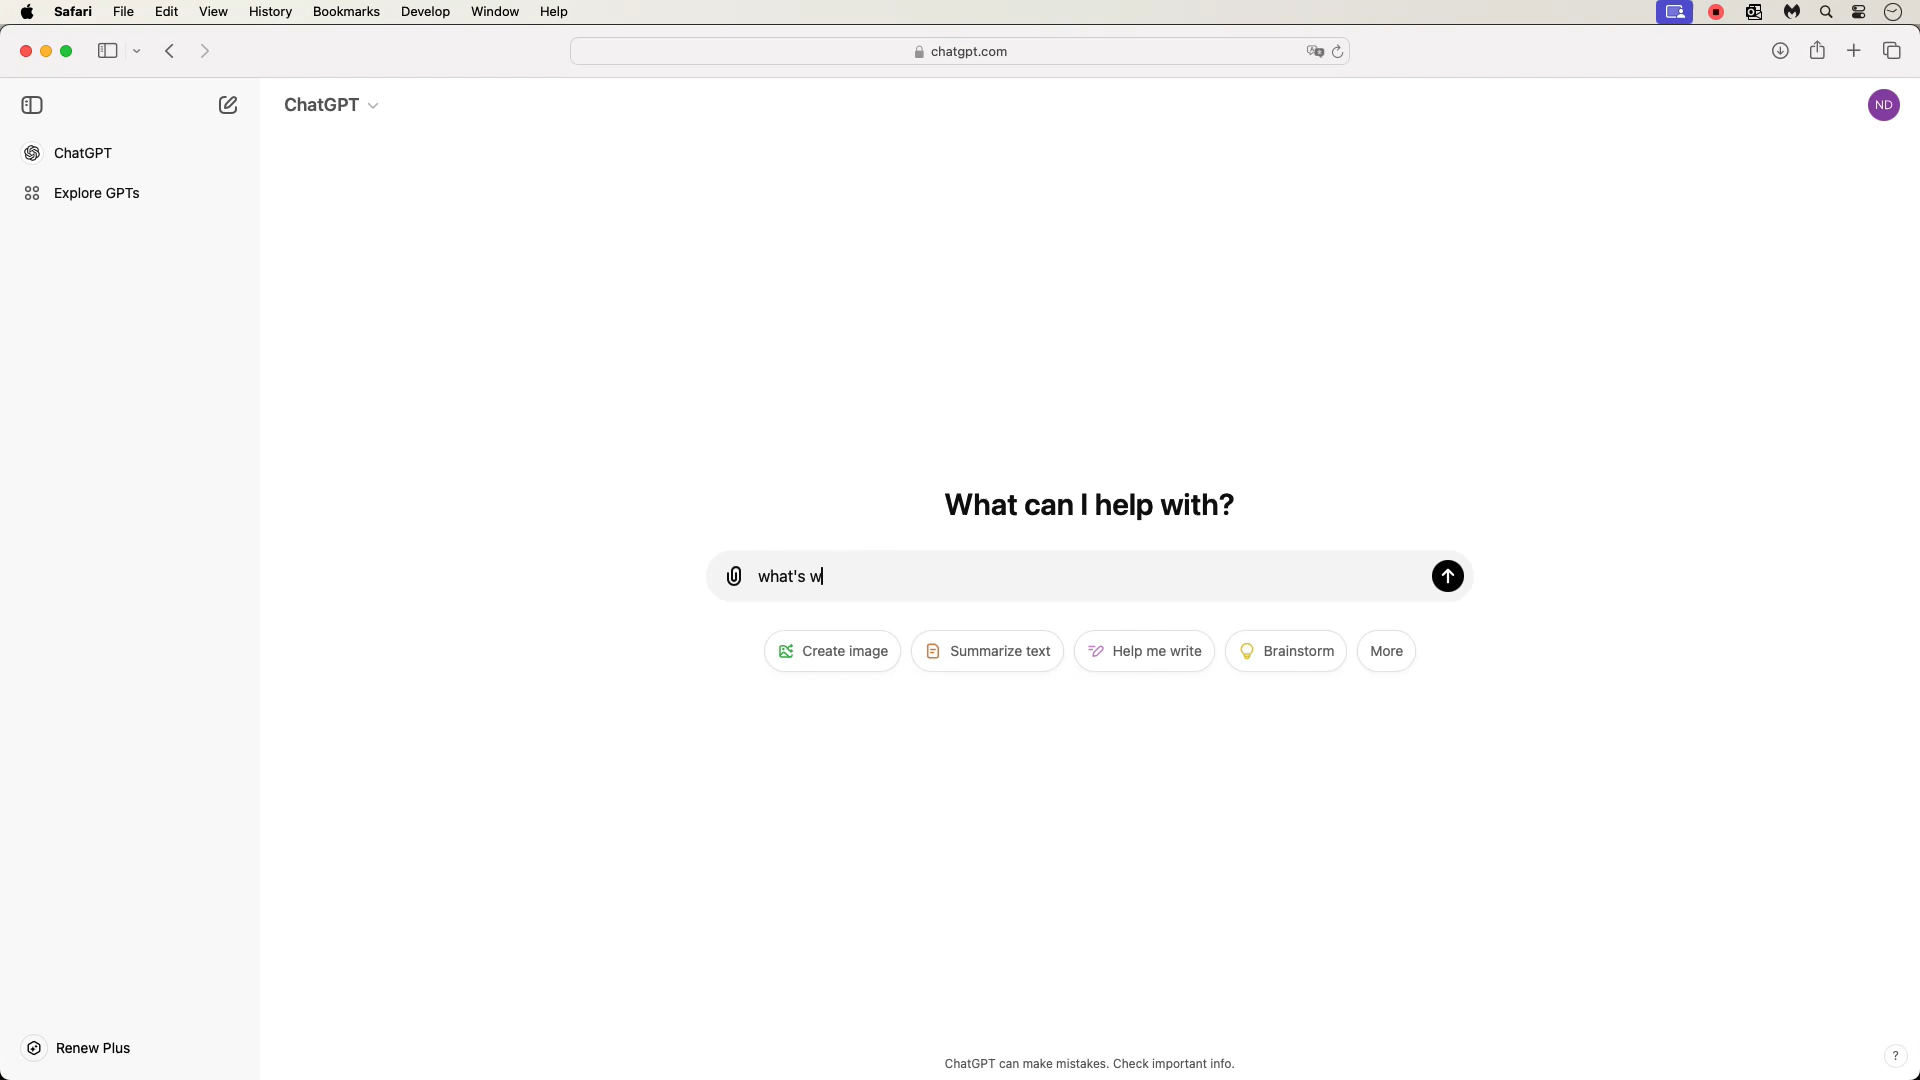 Safari File Edit View History Bookmarks Develop Window Help
chatgpt.com
ChatGPT
ND
ChatGPT
Explore GPTs
What can I help with?
what's w
Create image Summarize text Help me write Brainstorm More
Renew Plus
ChatGPT can make mistakes. Check important info.
?